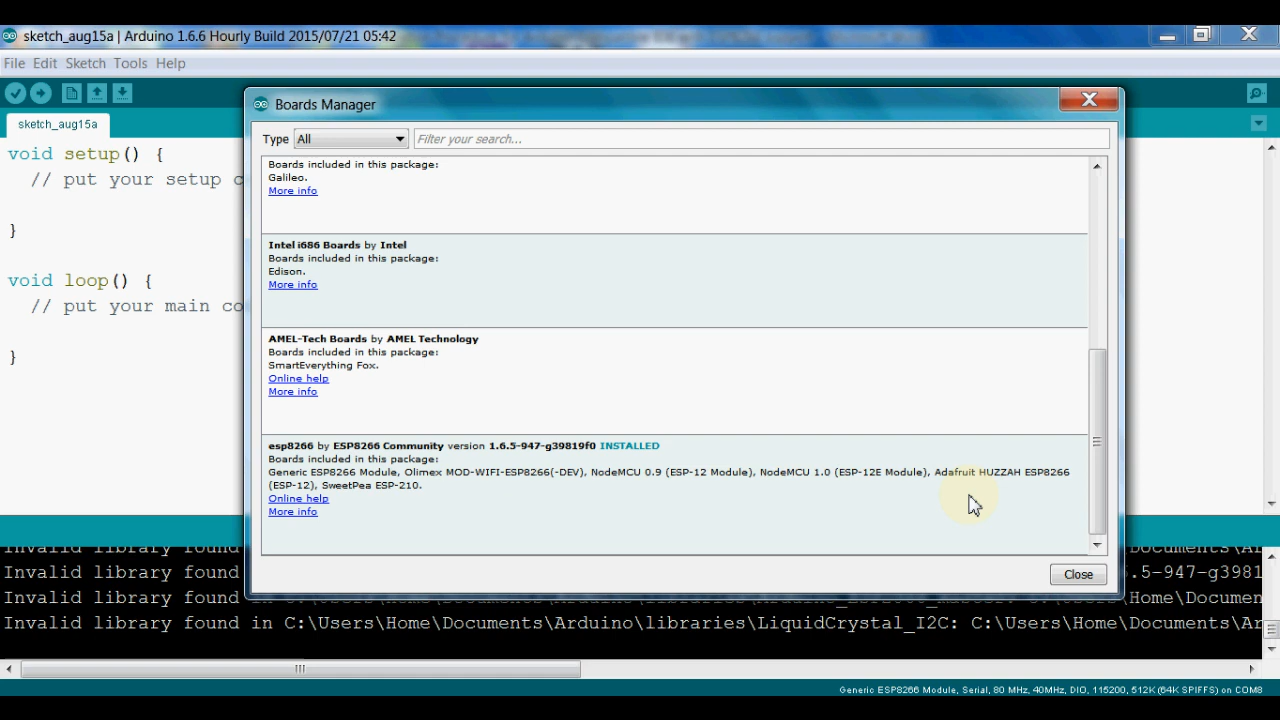 sketch_aug15a | Arduino 1.6.6 Hourly Build 2015/07/21 05:42
File Edit Sketch Tools Help
sketch_aug15a
void setup() {
// put your setup c
}
void loop() {
// put your main co
}
Boards Manager
Type All Filter your search...
Boards included in this package:
Galileo.
More info
Intel i686 Boards by Intel
Boards included in this package:
Edison.
More info
AMEL-Tech Boards by AMEL Technology
Boards included in this package:
SmartEverything Fox.
Online help
More info
esp8266 by ESP8266 Community version 1.6.5-947-g39819f0 INSTALLED
Boards included in this package:
Generic ESP8266 Module, Olimex MOD-WIFI-ESP8266(-DEV), NodeMCU 0.9 (ESP-12 Module), NodeMCU 1.0 (ESP-12E Module), Adafruit HUZZAH ESP8266
(ESP-12), SweetPea ESP-210.
Online help
More info
Close
Invalid library found
Invalid library found .5-947-g3981
Invalid library found
Invalid library found in C:\Users\Home\Documents\Arduino\libraries\LiquidCrystal_I2C: C:\Users\Home\Documents\Ar
Generic ESP8266 Module, Serial, 80 MHz, 40MHz, DIO, 115200, 512K (64K SPIFFS) on COM8